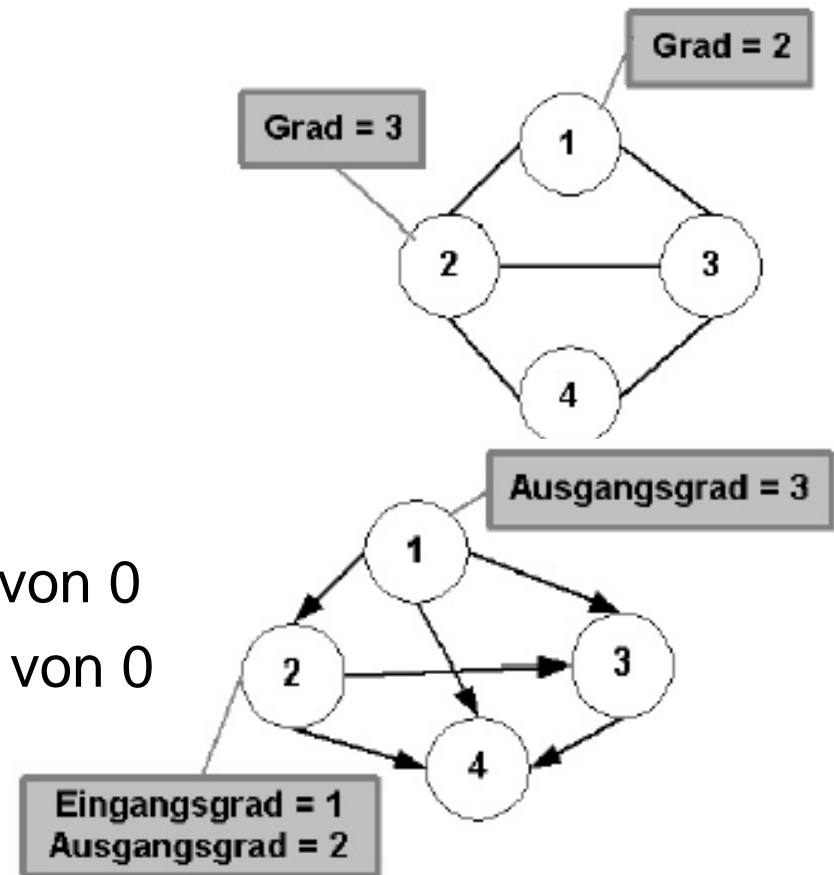 Grad = 2
Grad = 3
1
2
3
4
Ausgangsgrad = 3
1
von 0
von 0
2
3
4
Eingangsgrad = 1
Ausgangsgrad = 2